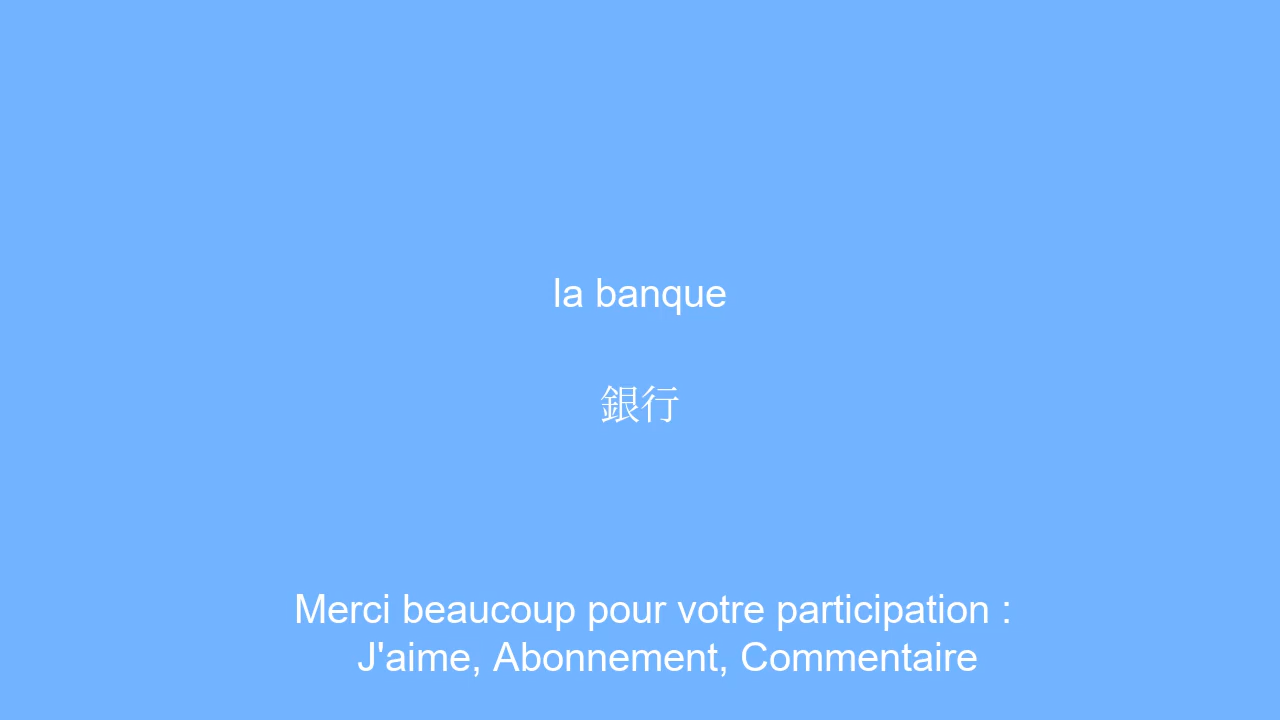 la banque
銀行
Merci beaucoup pour votre participation :
J'aime, Abonnement, Commentaire